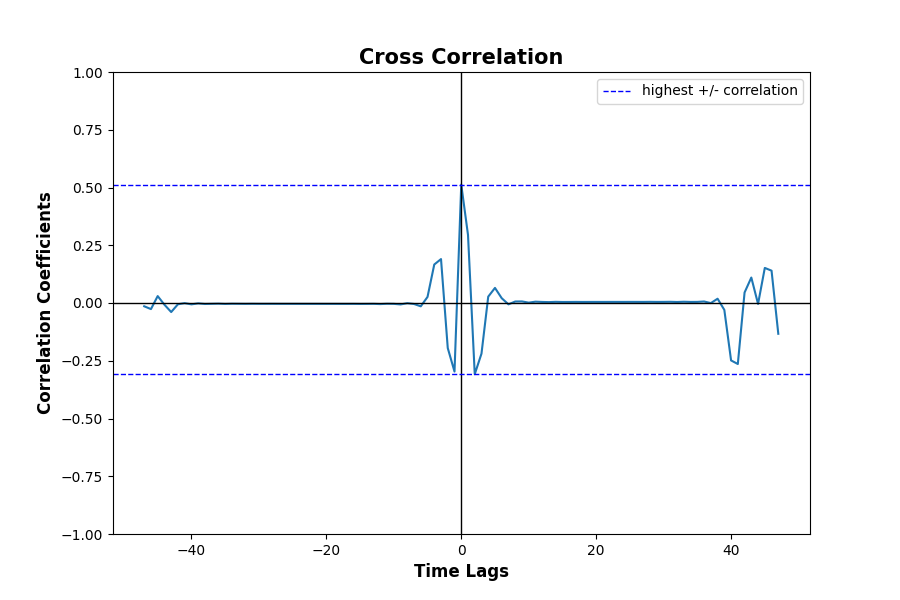 Cross Correlation
highest +/- correlation
Correlation Coefficients
1.00
0.75
0.50
0.25
0.00
−0.25
−0.50
−0.75
−1.00
−40 −20 0 20 40
Time Lags